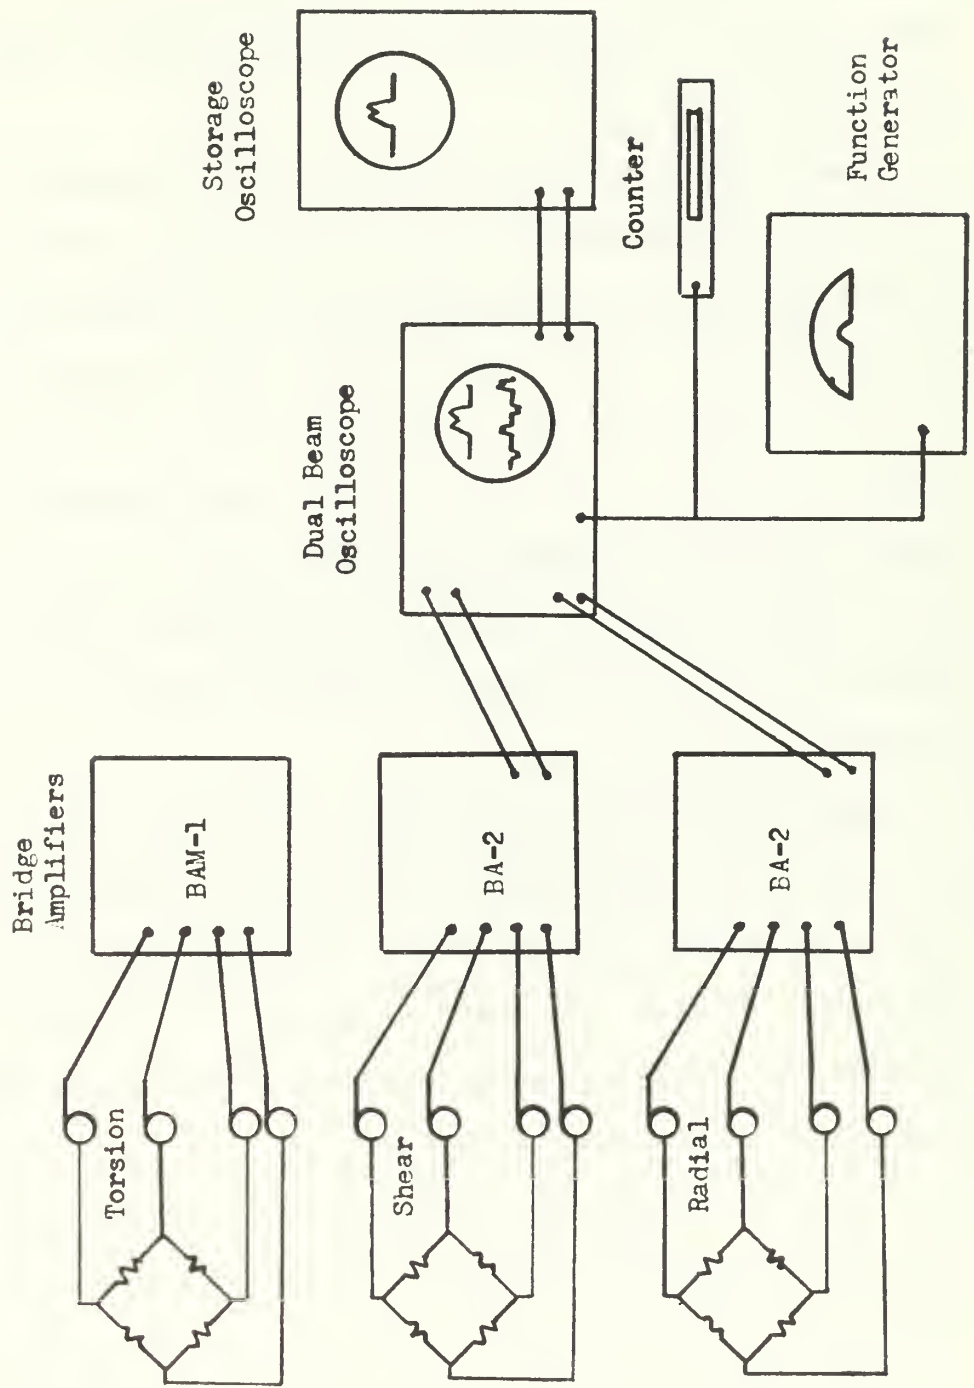 Bridge
Amplifiers
Torsion
BAM-1
Shear
BA-2
Radial
BA-2
Dual Beam
Oscilloscope
Storage
Oscilloscope
Counter
Function
Generator